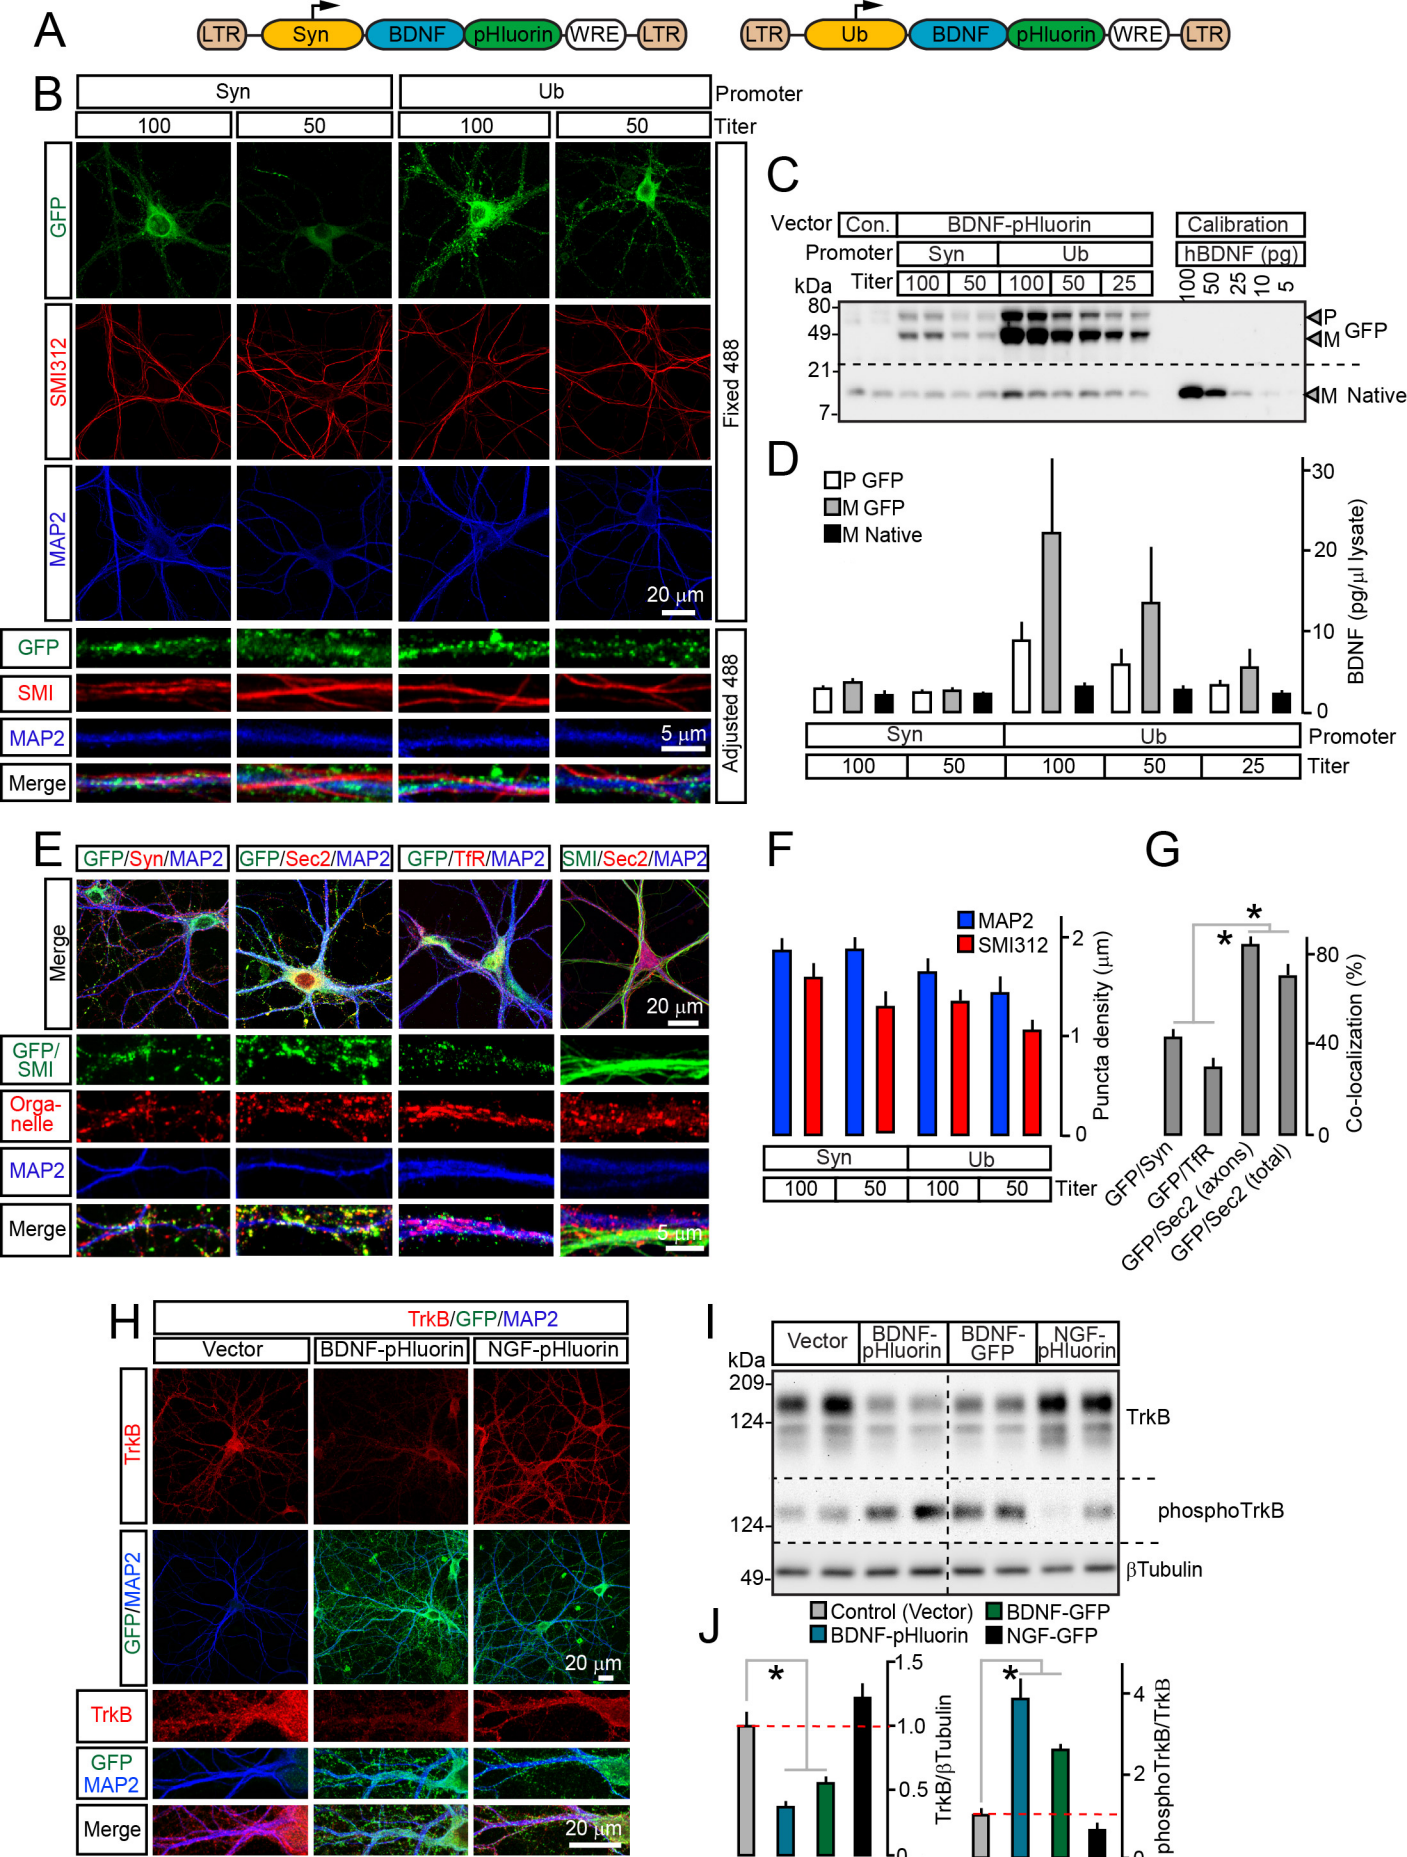 A
LTR Syn BDNF pHluorin WRE LTR
LTR Ub BDNF pHluorin WRE LTR
B
Syn Ub Promoter
100 50 100 50 Titer
GFP
SMI312
MAP2
20 μm
Fixed 488
GFP
SMI
MAP2
5 μm
Merge
Adjusted 488
C
Vector Con. BDNF-pHluorin Calibration
Promoter Syn Ub hBDNF (pg)
Titer 100 50 100 50 25 100 50 25 10 5
kDa
80
49
21
7
P
M
GFP
M Native
D
P GFP
M GFP
M Native
30
20
10
0
BDNF (pg/μl lysate)
Syn Ub Promoter
100 50 100 50 25 Titer
E
GFP/Syn/MAP2 GFP/Sec2/MAP2 GFP/TfR/MAP2 SMI/Sec2/MAP2
Merge
20 μm
GFP/
SMI
Orga-
nelle
MAP2
Merge
5 μm
F
MAP2
SMI312
2
1
0
Puncta density (μm)
Syn Ub
100 50 100 50 Titer
G
*
*
80
40
0
Co-localization (%)
GFP/Syn
GFP/TfR
GFP/Sec2 (axons)
GFP/Sec2 (total)
H
TrkB/GFP/MAP2
Vector BDNF-pHluorin NGF-pHluorin
TrkB
GFP/MAP2
20 μm
TrkB
GFP
MAP2
Merge
20 μm
I
Vector BDNF-pHluorin BDNF-GFP NGF-pHluorin
kDa
209
124
TrkB
124
phosphoTrkB
49
βTubulin
J
Control (Vector) BDNF-GFP
BDNF-pHluorin NGF-GFP
*
1.5
1.0
0.5
0
TrkB/βTubulin
*
4
2
0
phosphoTrkB/TrkB